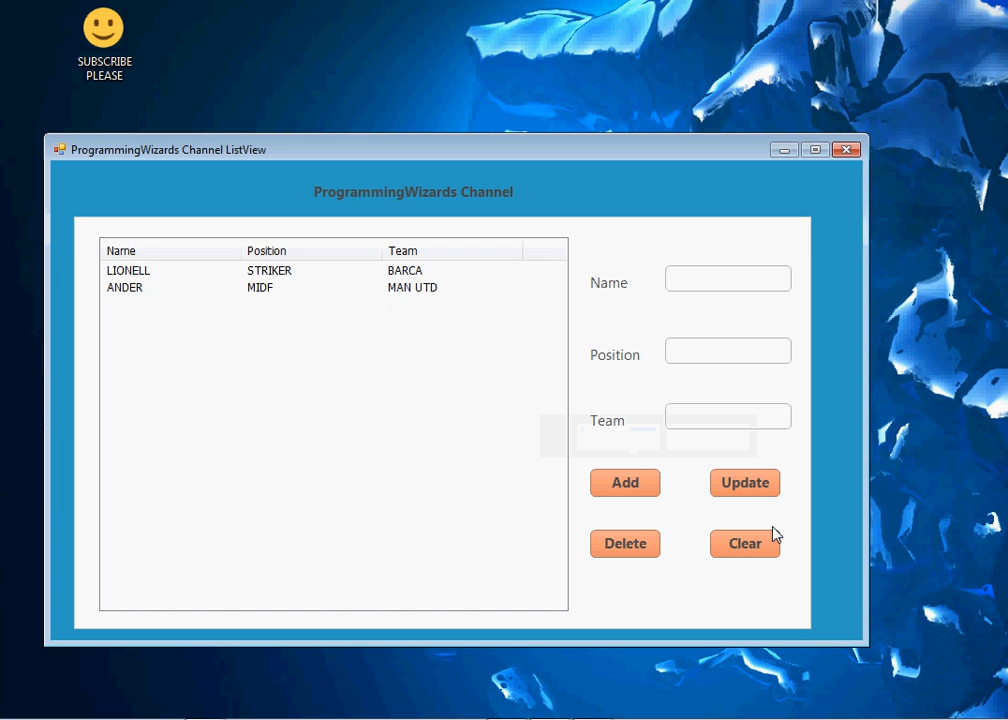 SUBSCRIBE
PLEASE
ProgrammingWizards Channel ListView
ProgrammingWizards Channel
Name Position Team
LIONELL STRIKER BARCA
ANDER MIDF MAN UTD
Name
Position
Team
Add Update
Delete Clear